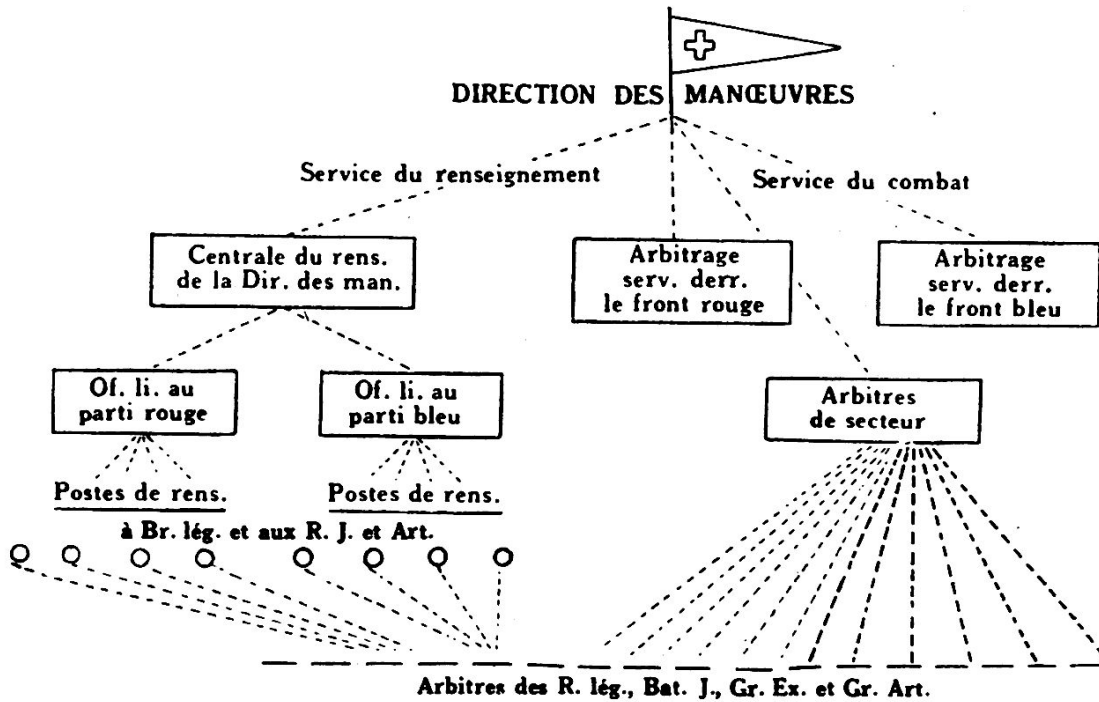 DIRECTION DES MANŒUVRES
Service du renseignement
Service du combat
Centrale du rens.
de la Dir. des man.
Arbitrage
serv. derr.
le front rouge
Arbitrage
serv. derr.
le front bleu
Of. li. au
parti rouge
Of. li. au
parti bleu
Arbitres
de secteur
Postes de rens.
Postes de rens.
à Br. lég. et aux R. J. et Art.
Arbitres des R. lég., Bat. J., Gr. Ex. et Gr. Art.